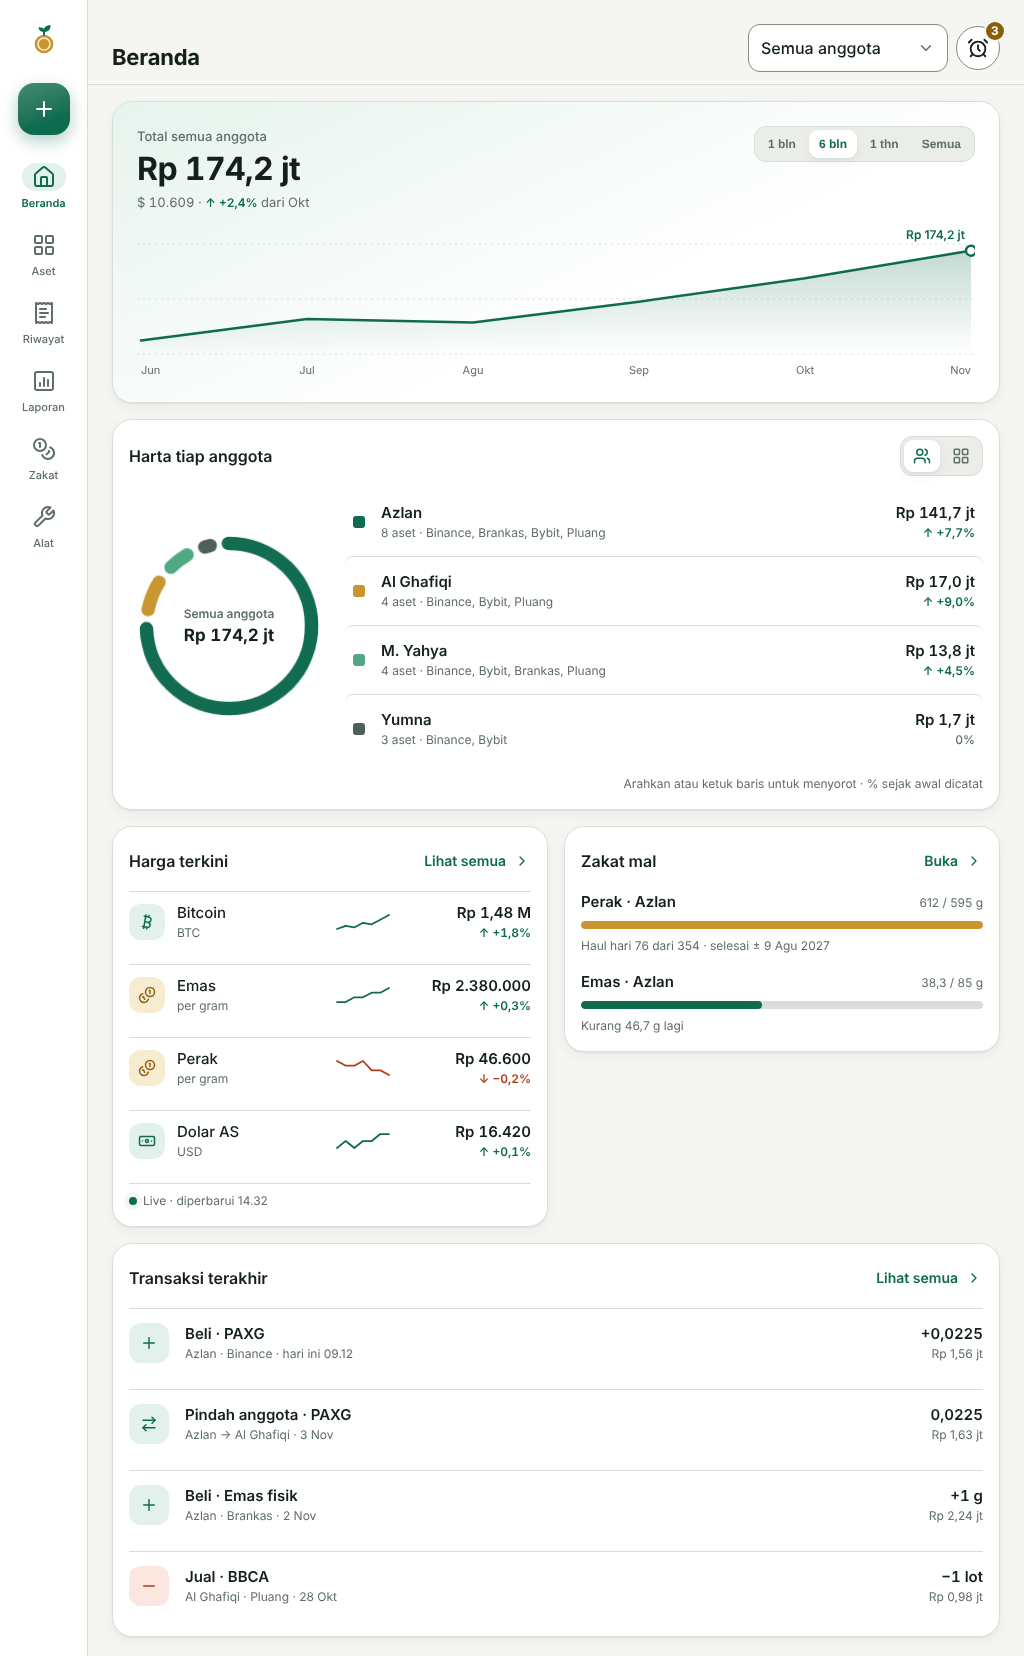 Beranda
Semua anggota
3
Beranda
Aset
Riwayat
Laporan
Zakat
Alat
Total semua anggota
Rp 174,2 jt
$ 10.609 · ↑ +2,4% dari Okt
1 bln
6 bln
1 thn
Semua
Rp 174,2 jt
Jun
Jul
Agu
Sep
Okt
Nov
Harta tiap anggota
Semua anggota
Rp 174,2 jt
Azlan
Rp 141,7 jt
8 aset · Binance, Brankas, Bybit, Pluang
↑ +7,7%
Al Ghafiqi
Rp 17,0 jt
4 aset · Binance, Bybit, Pluang
↑ +9,0%
M. Yahya
Rp 13,8 jt
4 aset · Binance, Bybit, Brankas, Pluang
↑ +4,5%
Yumna
Rp 1,7 jt
3 aset · Binance, Bybit
0%
Arahkan atau ketuk baris untuk menyorot · % sejak awal dicatat
Harga terkini
Lihat semua
Bitcoin
Rp 1,48 M
BTC
↑ +1,8%
Emas
Rp 2.380.000
per gram
↑ +0,3%
Perak
Rp 46.600
per gram
↓ −0,2%
Dolar AS
Rp 16.420
USD
↑ +0,1%
Live · diperbarui 14.32
Zakat mal
Buka
Perak · Azlan
612 / 595 g
Haul hari 76 dari 354 · selesai ± 9 Agu 2027
Emas · Azlan
38,3 / 85 g
Kurang 46,7 g lagi
Transaksi terakhir
Lihat semua
Beli · PAXG
+0,0225
Azlan · Binance · hari ini 09.12
Rp 1,56 jt
Pindah anggota · PAXG
0,0225
Azlan → Al Ghafiqi · 3 Nov
Rp 1,63 jt
Beli · Emas fisik
+1 g
Azlan · Brankas · 2 Nov
Rp 2,24 jt
Jual · BBCA
−1 lot
Al Ghafiqi · Pluang · 28 Okt
Rp 0,98 jt